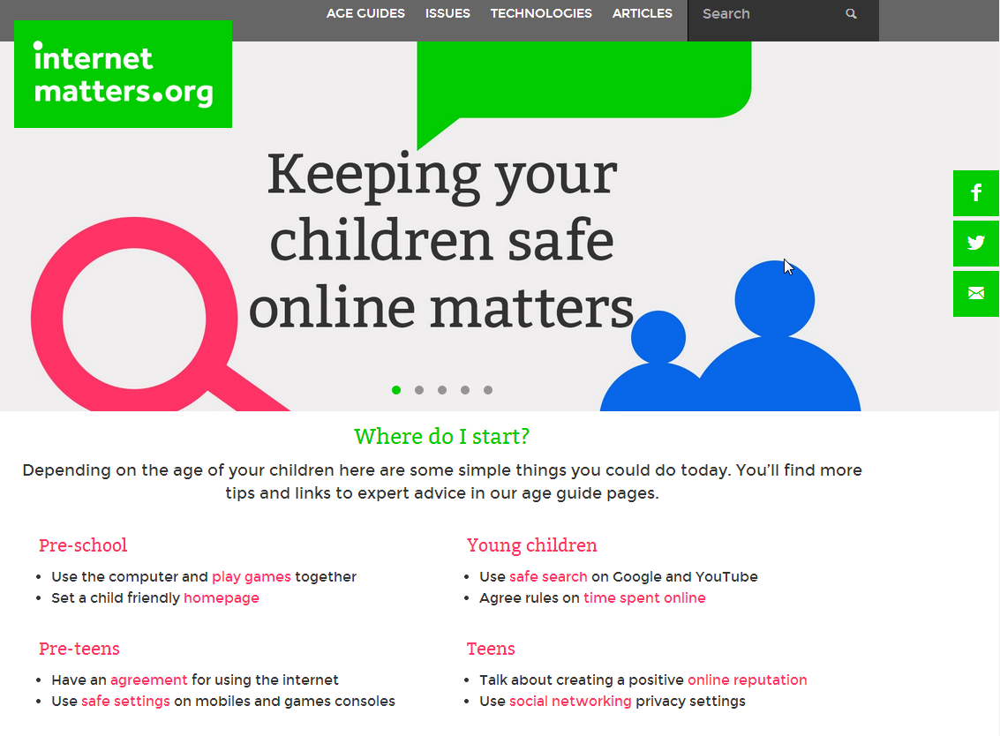 AGE GUIDES ISSUES TECHNOLOGIES ARTICLES Search
internet
matters.org
Keeping your
children safe
online matters
f
Where do I start?
Depending on the age of your children here are some simple things you could do today. You'll find more
tips and links to expert advice in our age guide pages.
Pre-school
• Use the computer and play games together
• Set a child friendly homepage
Young children
• Use safe search on Google and YouTube
• Agree rules on time spent online
Pre-teens
• Have an agreement for using the internet
• Use safe settings on mobiles and games consoles
Teens
• Talk about creating a positive online reputation
• Use social networking privacy settings